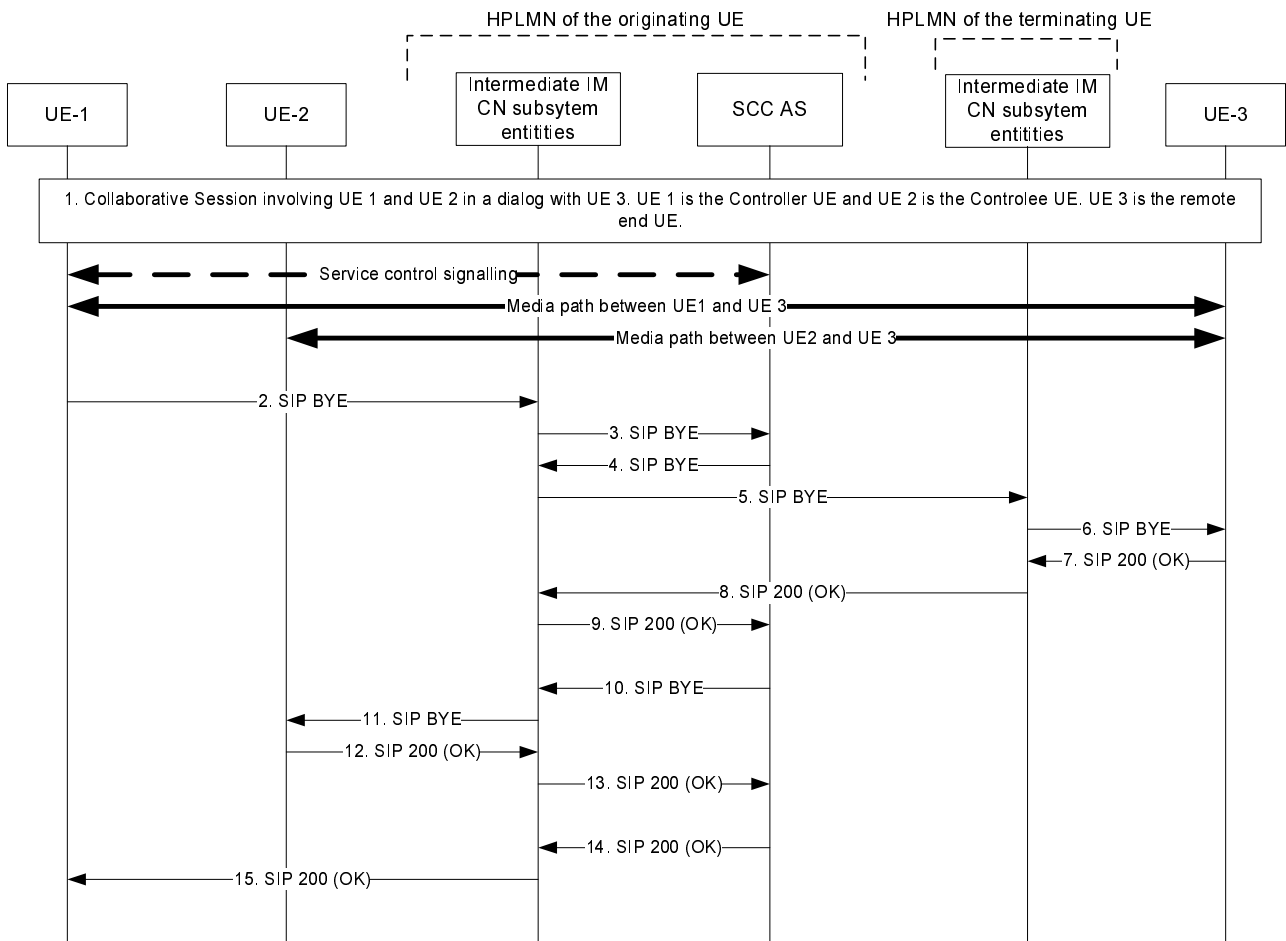 HPLMN of the originating UE
HPLMN of the terminating UE
UE-1
UE-2
Intermediate IM
CN subsytem
entitities
SCC AS
Intermediate IM
CN subsytem
entitities
UE-3
1. Collaborative Session involving UE 1 and UE 2 in a dialog with UE 3. UE 1 is the Controller UE and UE 2 is the Controlee UE. UE 3 is the remote
end UE.
Service control signalling
Media path between UE1 and UE 3
Media path between UE2 and UE 3
2. SIP BYE
3. SIP BYE
4. SIP BYE
5. SIP BYE
6. SIP BYE
7. SIP 200 (OK)
8. SIP 200 (OK)
9. SIP 200 (OK)
10. SIP BYE
11. SIP BYE
12. SIP 200 (OK)
13. SIP 200 (OK)
14. SIP 200 (OK)
15. SIP 200 (OK)